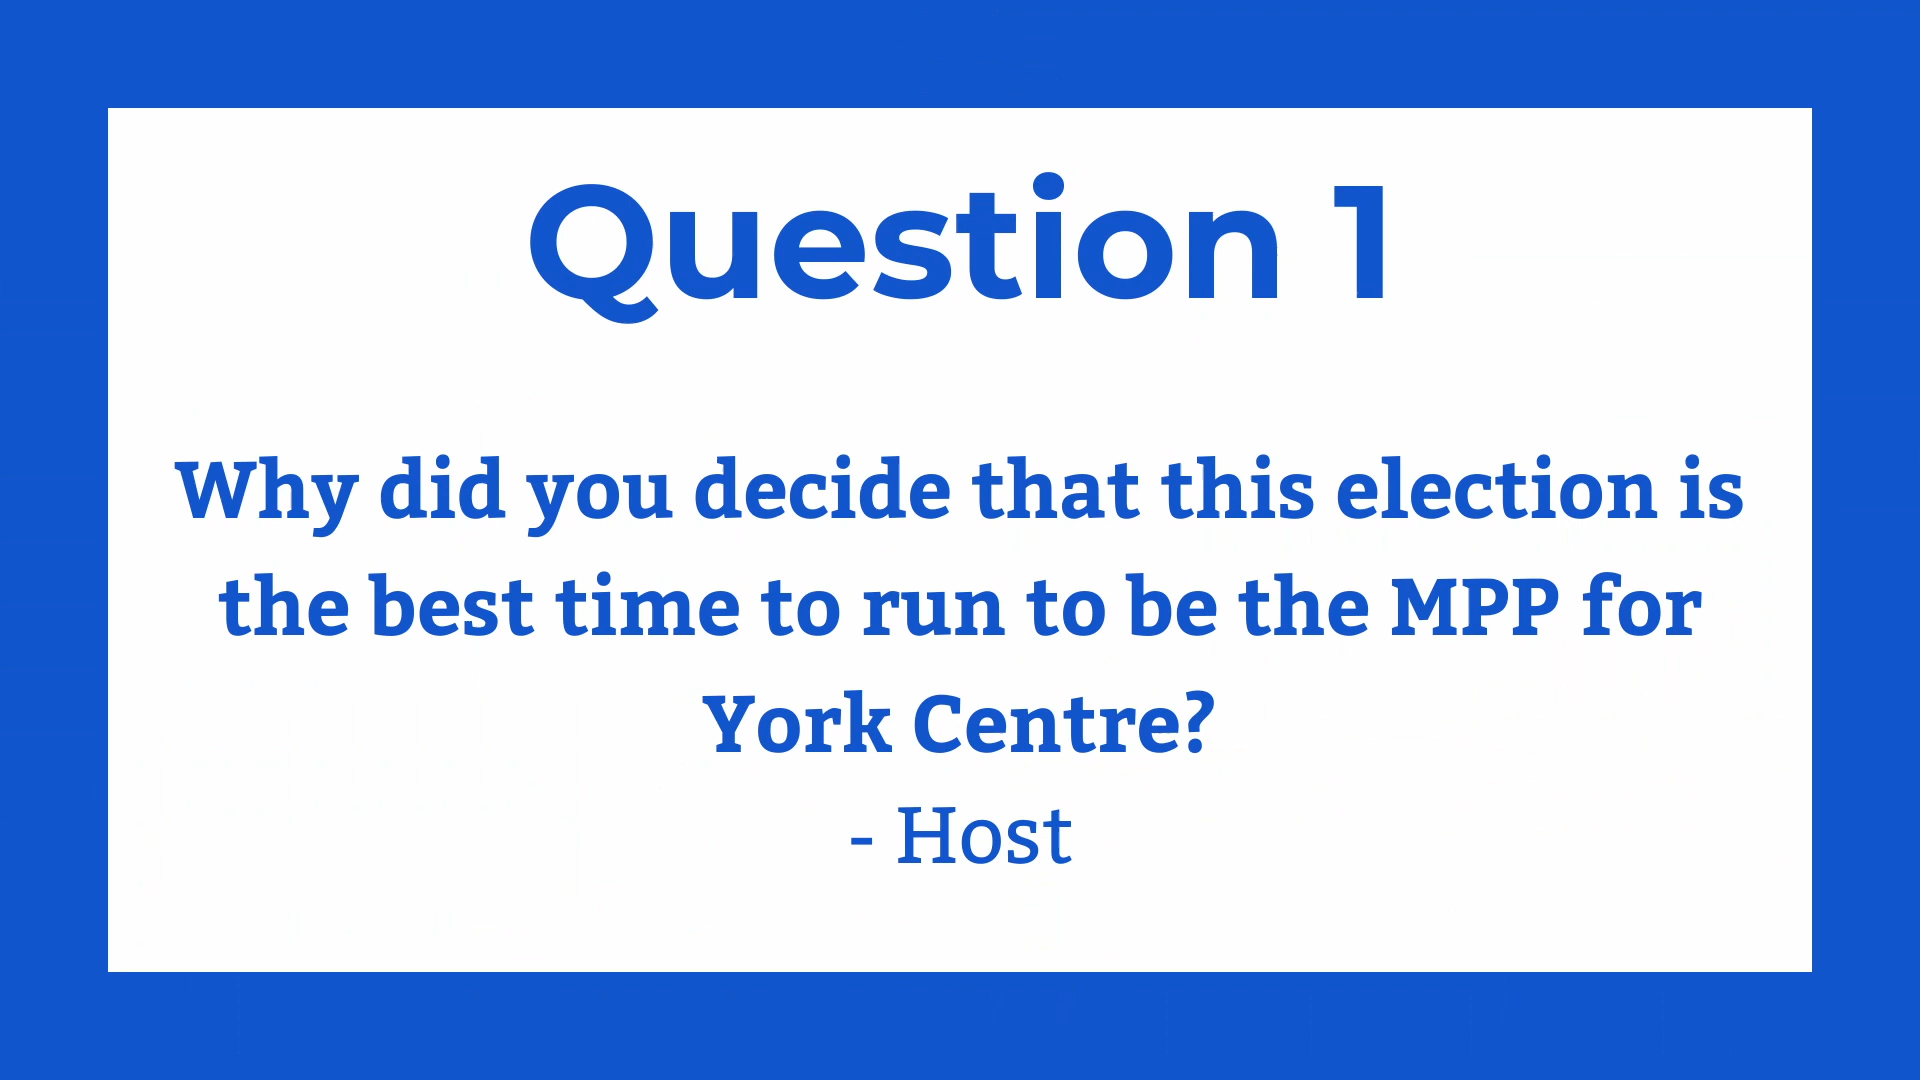 Question 1
Why did you decide that this election is
the best time to run to be the MPP for
York Centre?
- Host